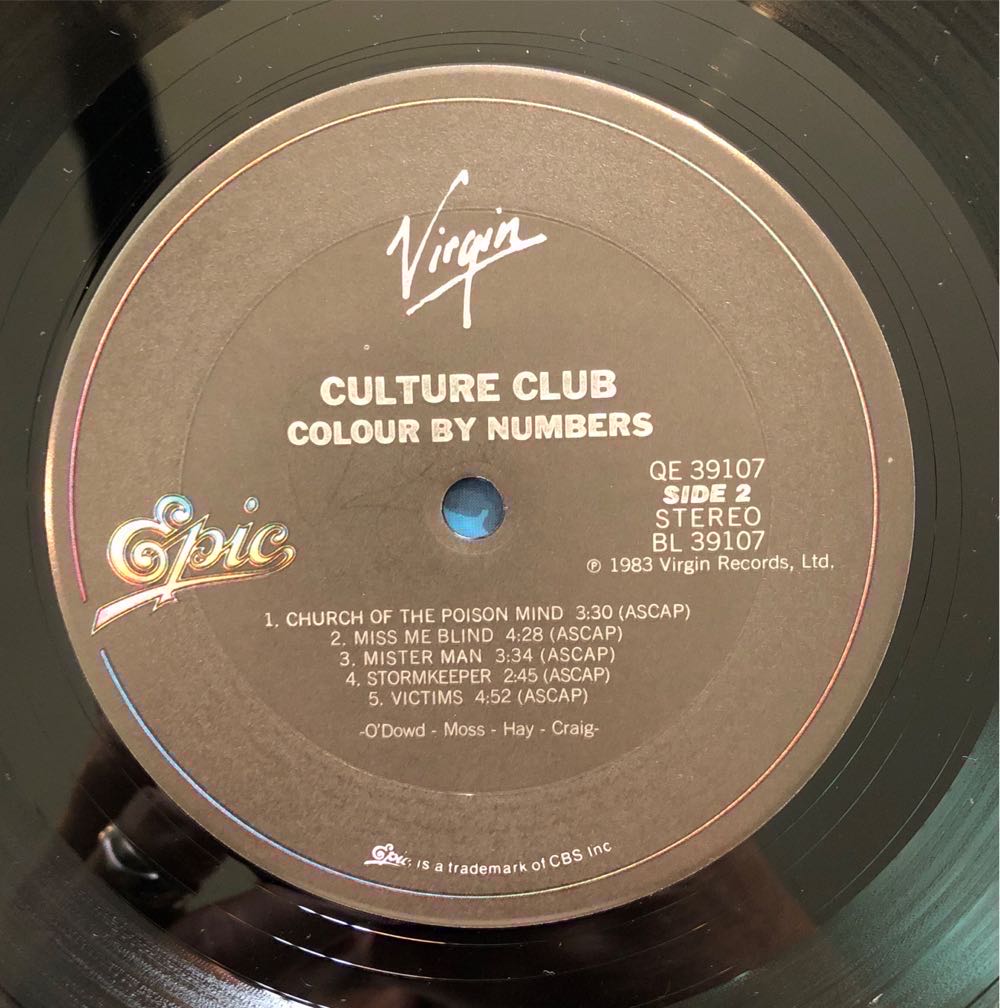 Virgin
CULTURE CLUB
COLOUR BY NUMBERS
QE 39107
SIDE 2
STEREO
BL 39107
℗ 1983 Virgin Records, Ltd.
Epic
1. CHURCH OF THE POISON MIND 3:30 (ASCAP)
2. MISS ME BLIND 4:28 (ASCAP)
3. MISTER MAN 3:34 (ASCAP)
4. STORMKEEPER 2:45 (ASCAP)
5. VICTIMS 4:52 (ASCAP)
-O'Dowd - Moss - Hay - Craig-
Epic, is a trademark of CBS Inc